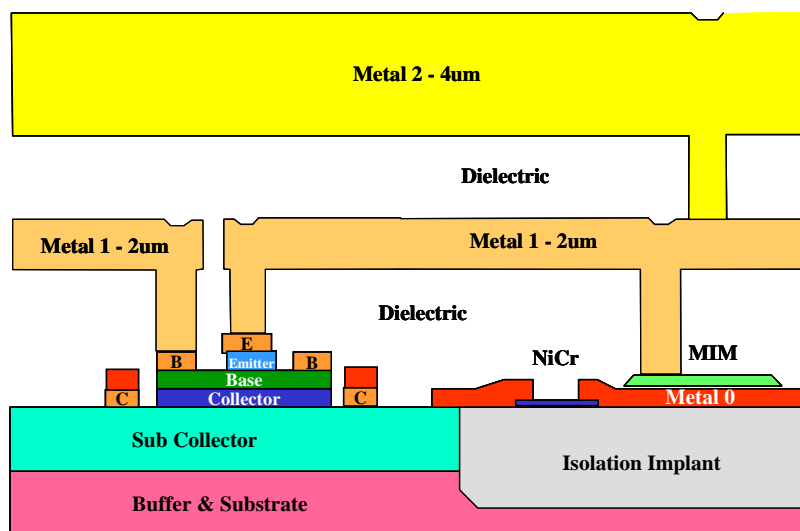 Metal 2 - 4um
Dielectric
Metal 1 - 2um
Metal 1 - 2um
Dielectric
E
NiCr
MIM
B
Emitter
B
Base
C
Collector
C
Metal 0
Sub Collector
Isolation Implant
Buffer & Substrate